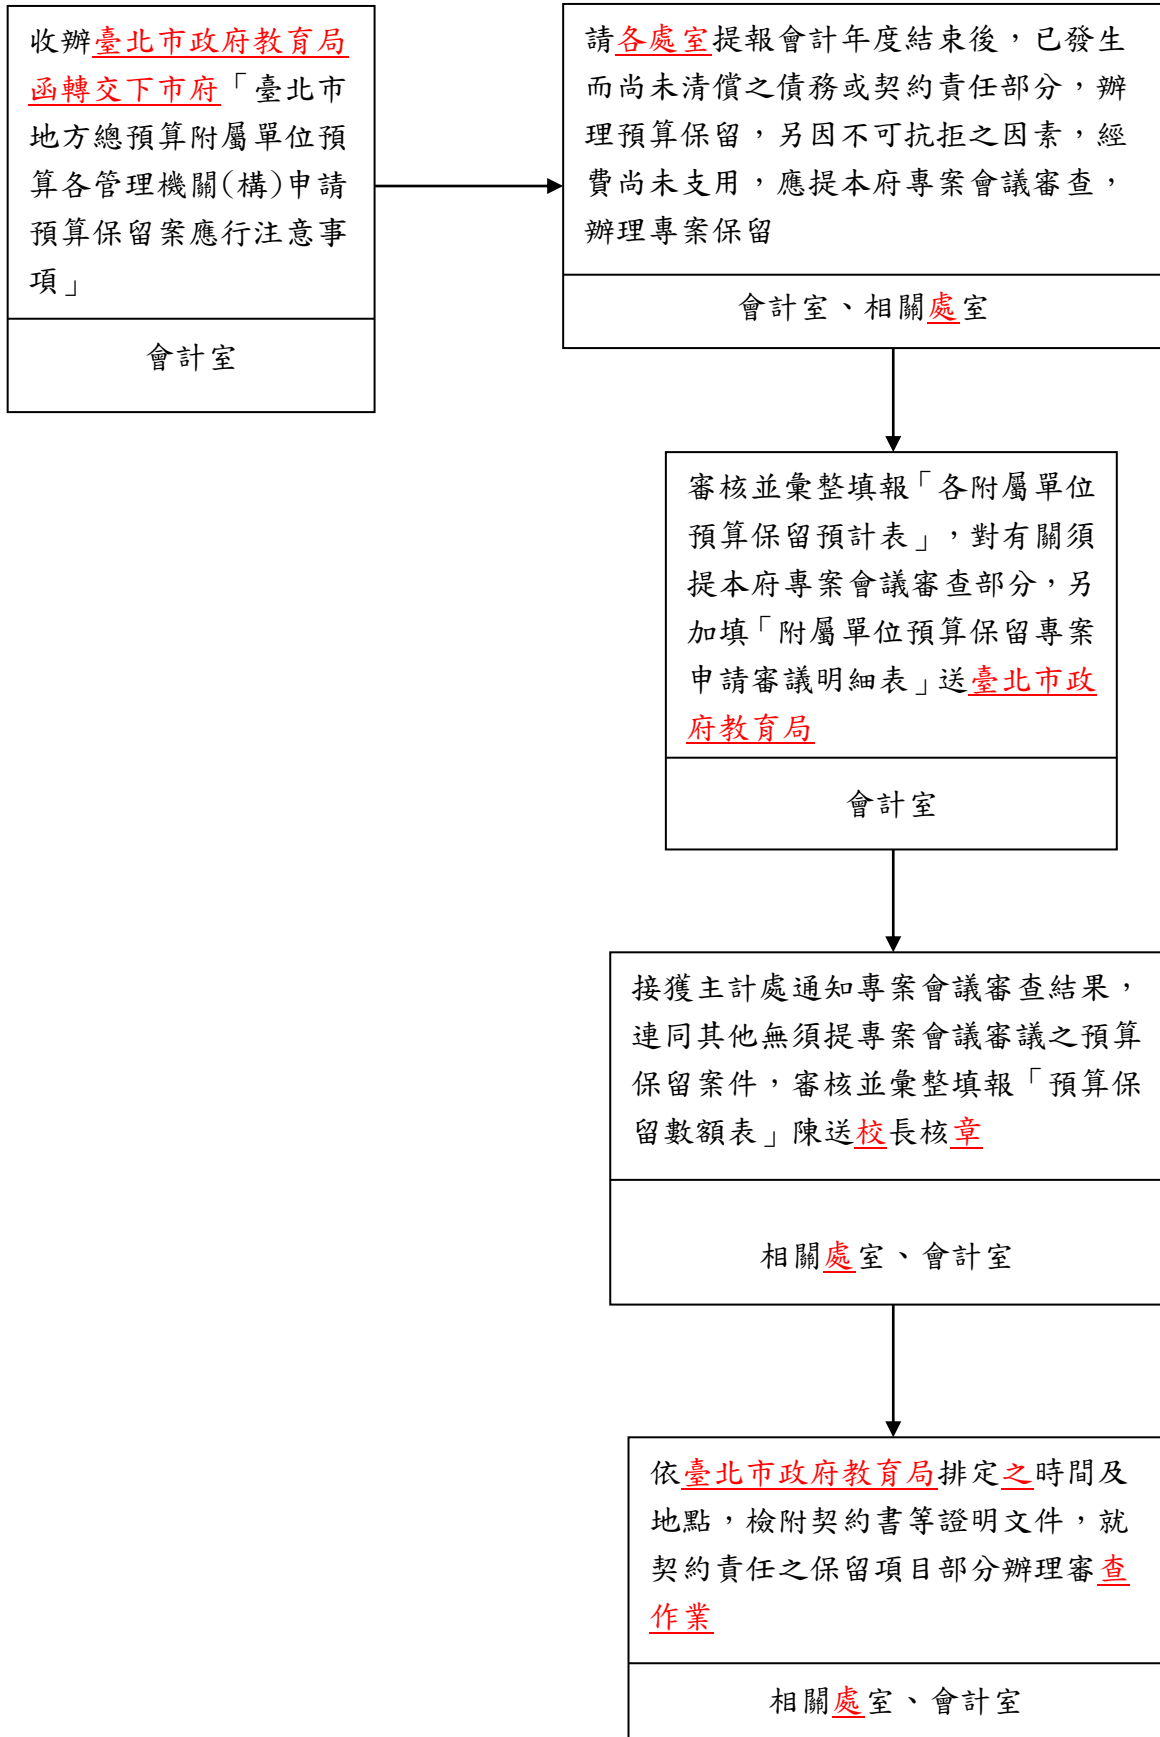 收辦臺北市政府教育局
函轉交下市府「臺北市
地方總預算附屬單位預
算各管理機關(構)申請
預算保留案應行注意事
項」
會計室
請各處室提報會計年度結束後，已發生
而尚未清償之債務或契約責任部分，辦
理預算保留，另因不可抗拒之因素，經
費尚未支用，應提本府專案會議審查，
辦理專案保留
會計室、相關處室
審核並彙整填報「各附屬單位
預算保留預計表」，對有關須
提本府專案會議審查部分，另
加填「附屬單位預算保留專案
申請審議明細表」送臺北市政
府教育局
會計室
接獲主計處通知專案會議審查結果，
連同其他無須提專案會議審議之預算
保留案件，審核並彙整填報「預算保
留數額表」陳送校長核章
相關處室、會計室
依臺北市政府教育局排定之時間及
地點，檢附契約書等證明文件，就
契約責任之保留項目部分辦理審查
作業
相關處室、會計室